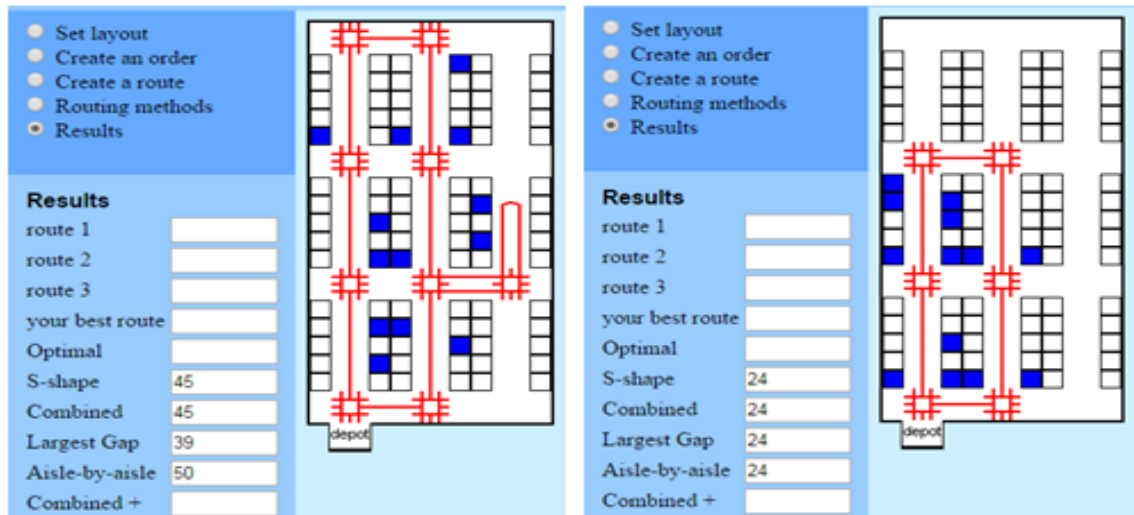 Set layout
Create an order
Create a route
Routing methods
Results
Results
route 1
route 2
route 3
your best route
Optimal
S-shape 45
Combined 45
Largest Gap 39
Aisle-by-aisle 50
Combined +
depot
Set layout
Create an order
Create a route
Routing methods
Results
Results
route 1
route 2
route 3
your best route
Optimal
S-shape 24
Combined 24
Largest Gap 24
Aisle-by-aisle 24
Combined +
depot